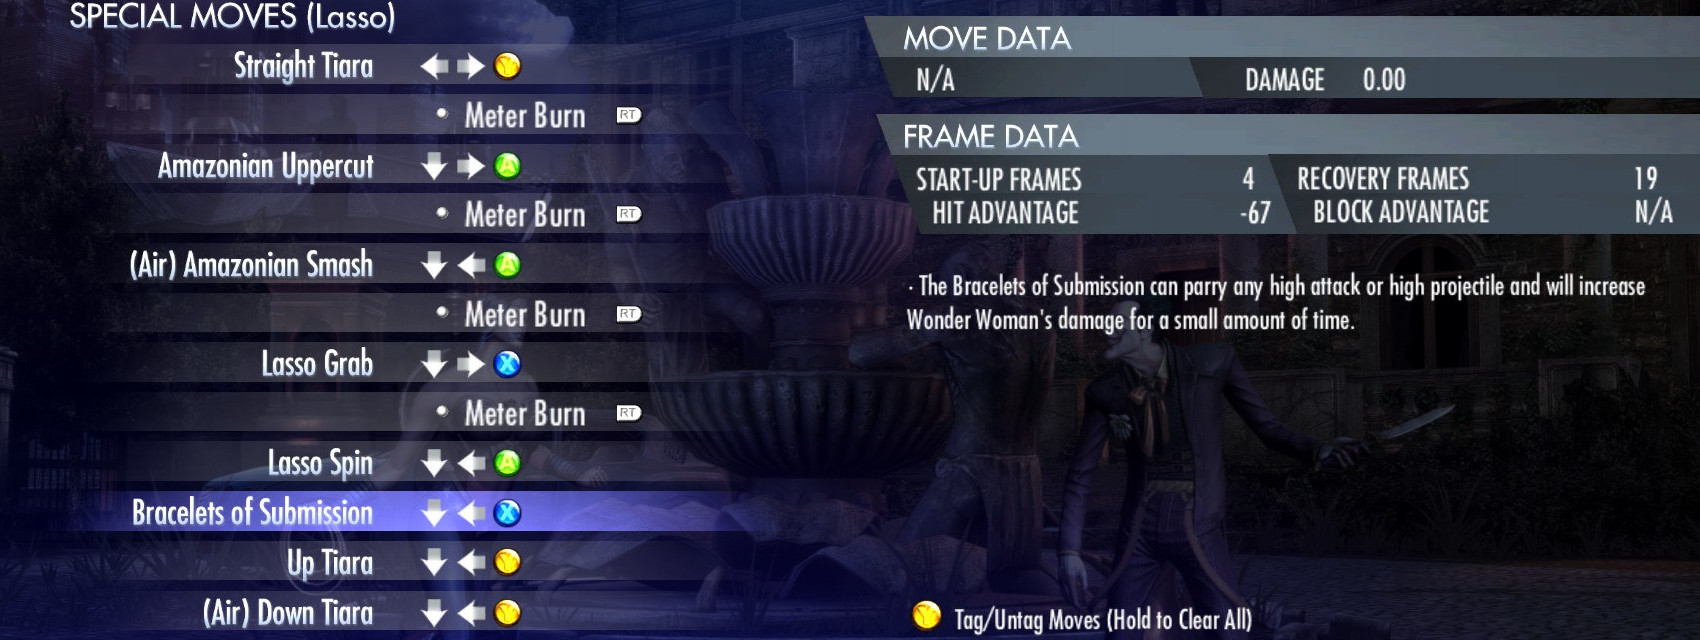 SPECIAL MOVES (Lasso)
Straight Tiara Y
Meter Burn RT
Amazonian Uppercut A
Meter Burn RT
(Air) Amazonian Smash A
Meter Burn RT
Lasso Grab X
Meter Burn RT
Lasso Spin A
Bracelets of Submission X
Up Tiara Y
(Air) Down Tiara Y
MOVE DATA
N/A DAMAGE 0.00
FRAME DATA
START-UP FRAMES 4 RECOVERY FRAMES 19
HIT ADVANTAGE -67 BLOCK ADVANTAGE N/A
· The Bracelets of Submission can parry any high attack or high projectile and will increase
Wonder Woman's damage for a small amount of time.
Y Tag/Untag Moves (Hold to Clear All)